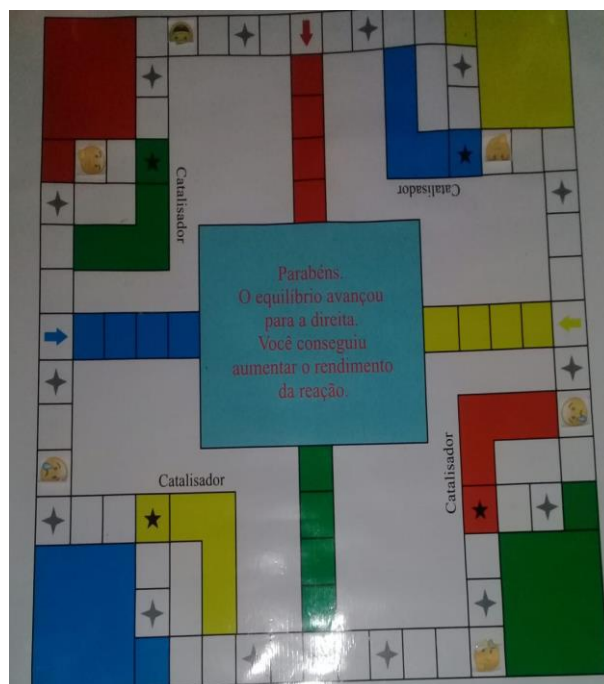 Catalisador
Catalisador
Parabéns.
O equilíbrio avançou
para a direita.
Você conseguiu
aumentar o rendimento
da reação.
Catalisador
Catalisador